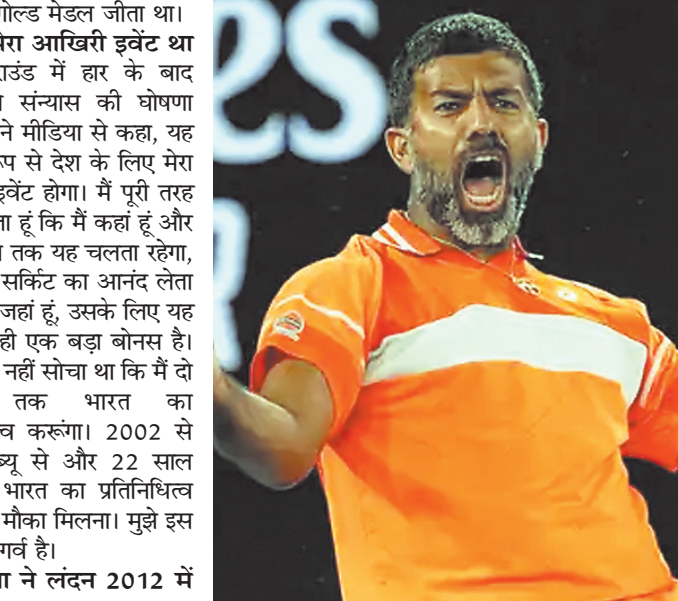 गोल्ड मेडल जीता था।
आखिरी इवेंट था
में हार के बाद
संन्यास की घोषणा
ने मीडिया से कहा, यह
से देश के लिए मेरा
इवेंट होगा। मैं पूरी तरह
हूं कि मैं कहां हूं और
तक यह चलता रहेगा,
सर्किट का आनंद लेता
जहां हूं, उसके लिए यह
ही एक बड़ा बोनस है।
नहीं सोचा था कि मैं दो
तक भारत का
करूंगा। 2002 से
से और 22 साल
भारत का प्रतिनिधित्व
मौका मिलना। मुझे इस
गर्व है।
ने लंदन 2012 में
es